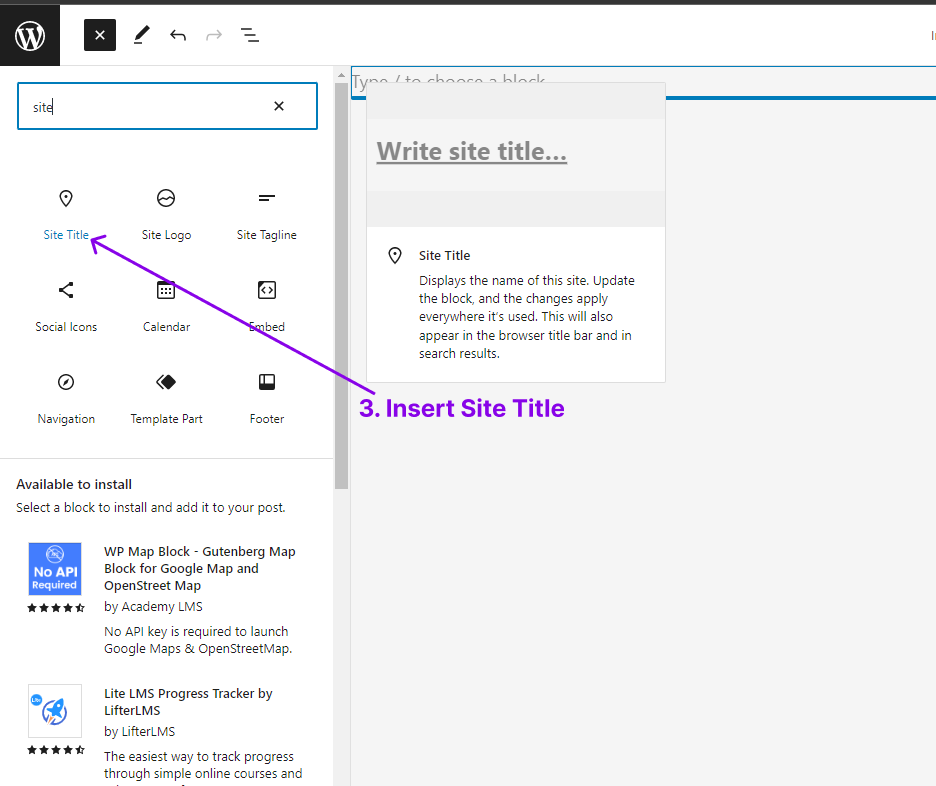 In
site
Type / to choose a block
Write site title...
Site Title
Site Logo
Site Tagline
Site Title
Displays the name of this site. Update
the block, and the changes apply
everywhere it's used. This will also
appear in the browser title bar and in
search results.
Social Icons
Calendar
Embed
3. Insert Site Title
Navigation
Template Part
Footer
Available to install
Select a block to install and add it to your post.
No API
Required
WP Map Block - Gutenberg Map
Block for Google Map and
OpenStreet Map
by Academy LMS
No API key is required to launch
Google Maps & OpenStreetMap.
Lite
Lite LMS Progress Tracker by
LifterLMS
by LifterLMS
The easiest way to track progress
through simple online courses and